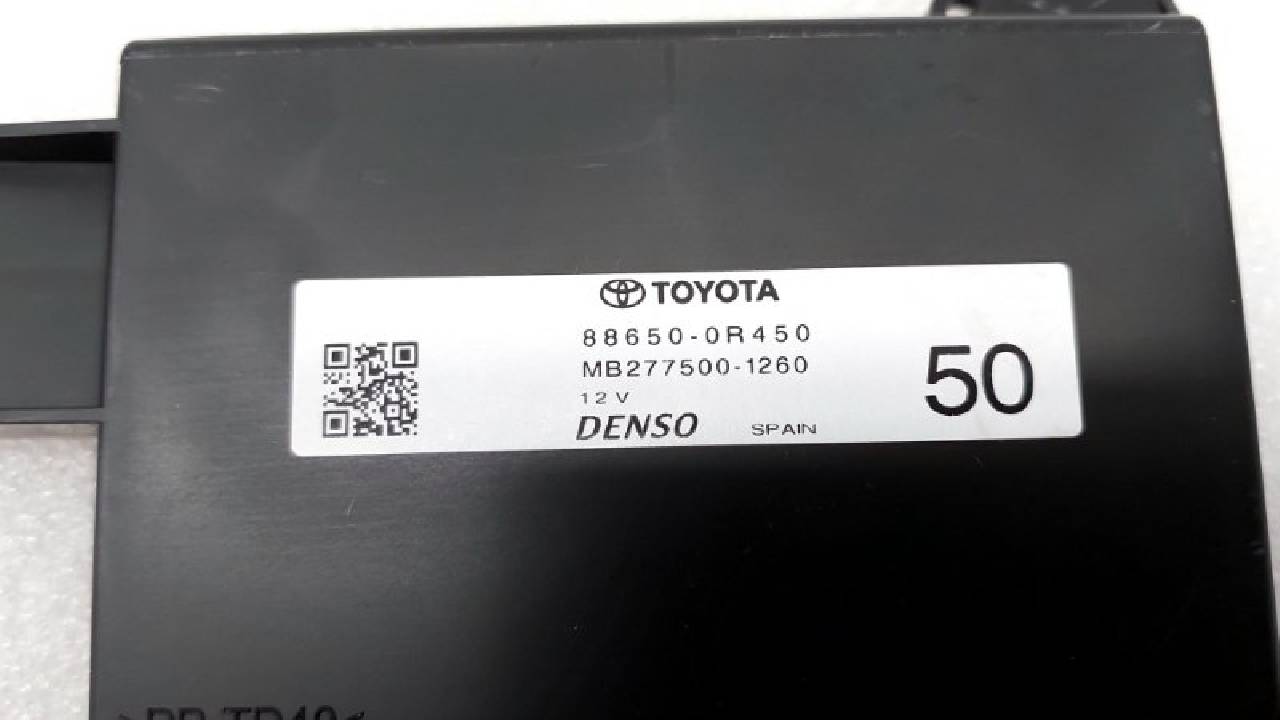 TOYOTA
88650-0R450
MB277500-1260
12V
50
DENSO SPAIN